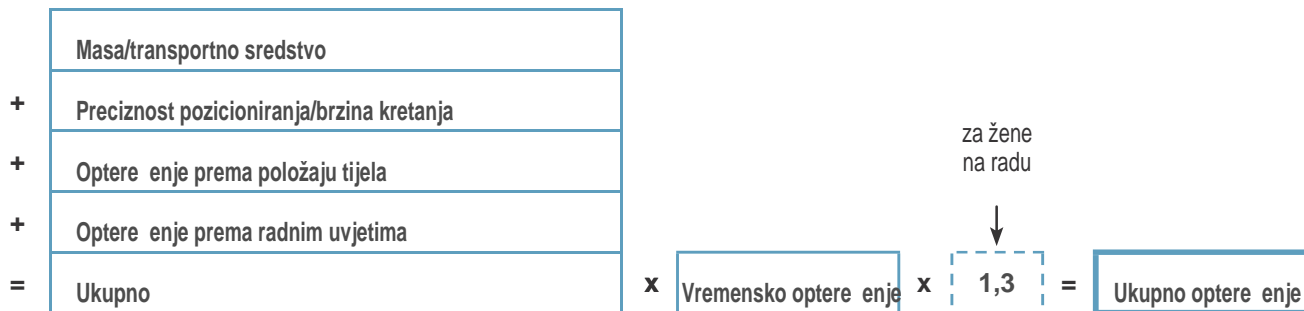 Masa/transportno sredstvo
+ Preciznost pozicioniranja/brzina kretanja
+ Optere enje prema položaju tijela
+ Optere enje prema radnim uvjetima
za žene
na radu
= Ukupno x Vremensko optere enje x 1,3 = Ukupno optere enje